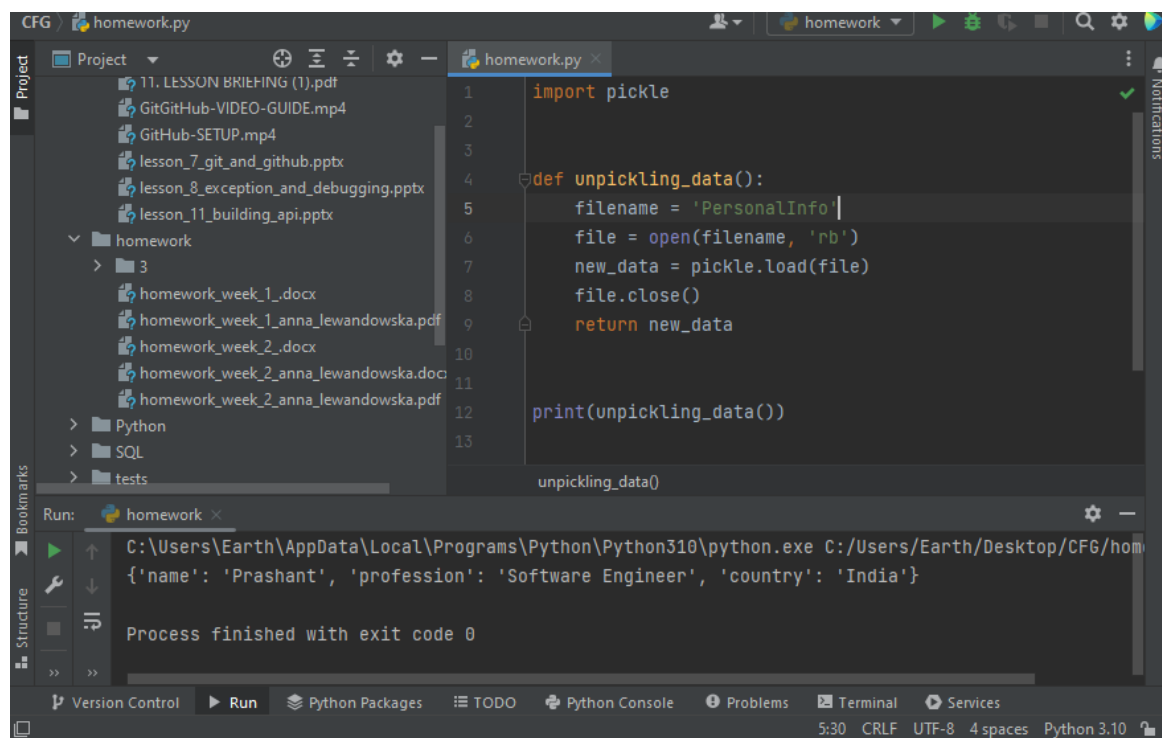 CFG homework.py
homework
Project
Project
homework.py
Notifications
11. LESSON BRIEFING (1).pdf
GitGitHub-VIDEO-GUIDE.mp4
GitHub-SETUP.mp4
lesson_7_git_and_github.pptx
lesson_8_exception_and_debugging.pptx
lesson_11_building_api.pptx
homework
3
homework_week_1_.docx
homework_week_1_anna_lewandowska.pdf
homework_week_2_.docx
homework_week_2_anna_lewandowska.doc
homework_week_2_anna_lewandowska.pdf
Python
SQL
tests
1 import pickle
2
3
4 def unpickling_data():
5 filename = 'PersonalInfo'
6 file = open(filename, 'rb')
7 new_data = pickle.load(file)
8 file.close()
9 return new_data
10
11
12 print(unpickling_data())
13
unpickling_data()
Bookmarks
Structure
Run: homework
C:\Users\Earth\AppData\Local\Programs\Python\Python310\python.exe C:/Users/Earth/Desktop/CFG/hom
{'name': 'Prashant', 'profession': 'Software Engineer', 'country': 'India'}
Process finished with exit code 0
Version Control Run Python Packages TODO Python Console Problems Terminal Services
5:30 CRLF UTF-8 4 spaces Python 3.10